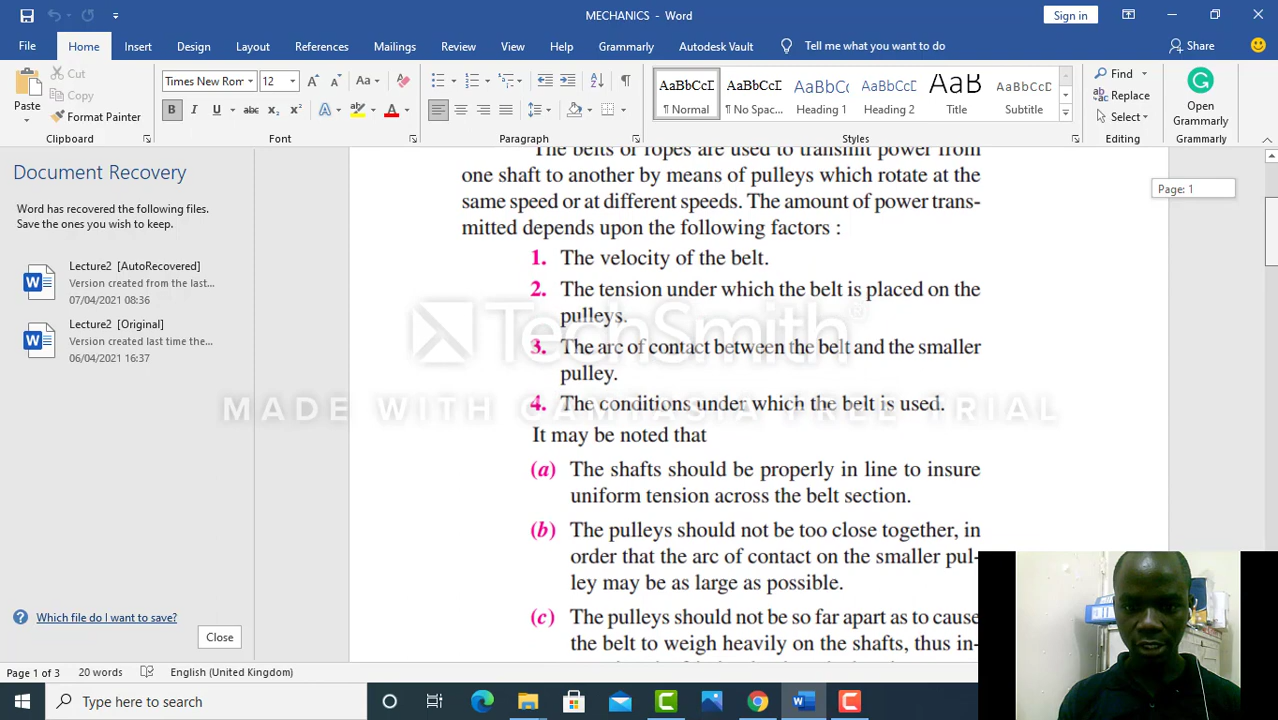 MECHANICS - Word
Sign in
File
Home
Insert
Design
Layout
References
Mailings
Review
View
Help
Grammarly
Autodesk Vault
Tell me what you want to do
Share
Paste
Cut
Copy
Format Painter
Clipboard
Times New Ron
12
Aa
B I U abc x₂ x²
A
Font
Paragraph
AaBbCcD
¶ Normal
AaBbCcD
¶ No Spac...
AaBbCc
Heading 1
AaBbCcD
Heading 2
AaB
Title
AaBbCcD
Subtitle
Styles
Find
Replace
Select
Editing
Open
Grammarly
Grammarly
Document Recovery
Word has recovered the following files.
Save the ones you wish to keep.
Lecture2 [AutoRecovered]
Version created from the last...
07/04/2021 08:36
Lecture2 [Original]
Version created last time the...
06/04/2021 16:37
Which file do I want to save?
Close
The belts or ropes are used to transmit power from
one shaft to another by means of pulleys which rotate at the
same speed or at different speeds. The amount of power trans-
mitted depends upon the following factors :
1. The velocity of the belt.
2. The tension under which the belt is placed on the
pulleys.
3. The arc of contact between the belt and the smaller
pulley.
4. The conditions under which the belt is used.
It may be noted that
(a) The shafts should be properly in line to insure
uniform tension across the belt section.
(b) The pulleys should not be too close together, in
order that the arc of contact on the smaller pul-
ley may be as large as possible.
(c) The pulleys should not be so far apart as to cause
the belt to weigh heavily on the shafts, thus in-
Page: 1
TechSmith
MADE WITH CAMTASIA FREE TRIAL
Page 1 of 3
20 words
English (United Kingdom)
Type here to search